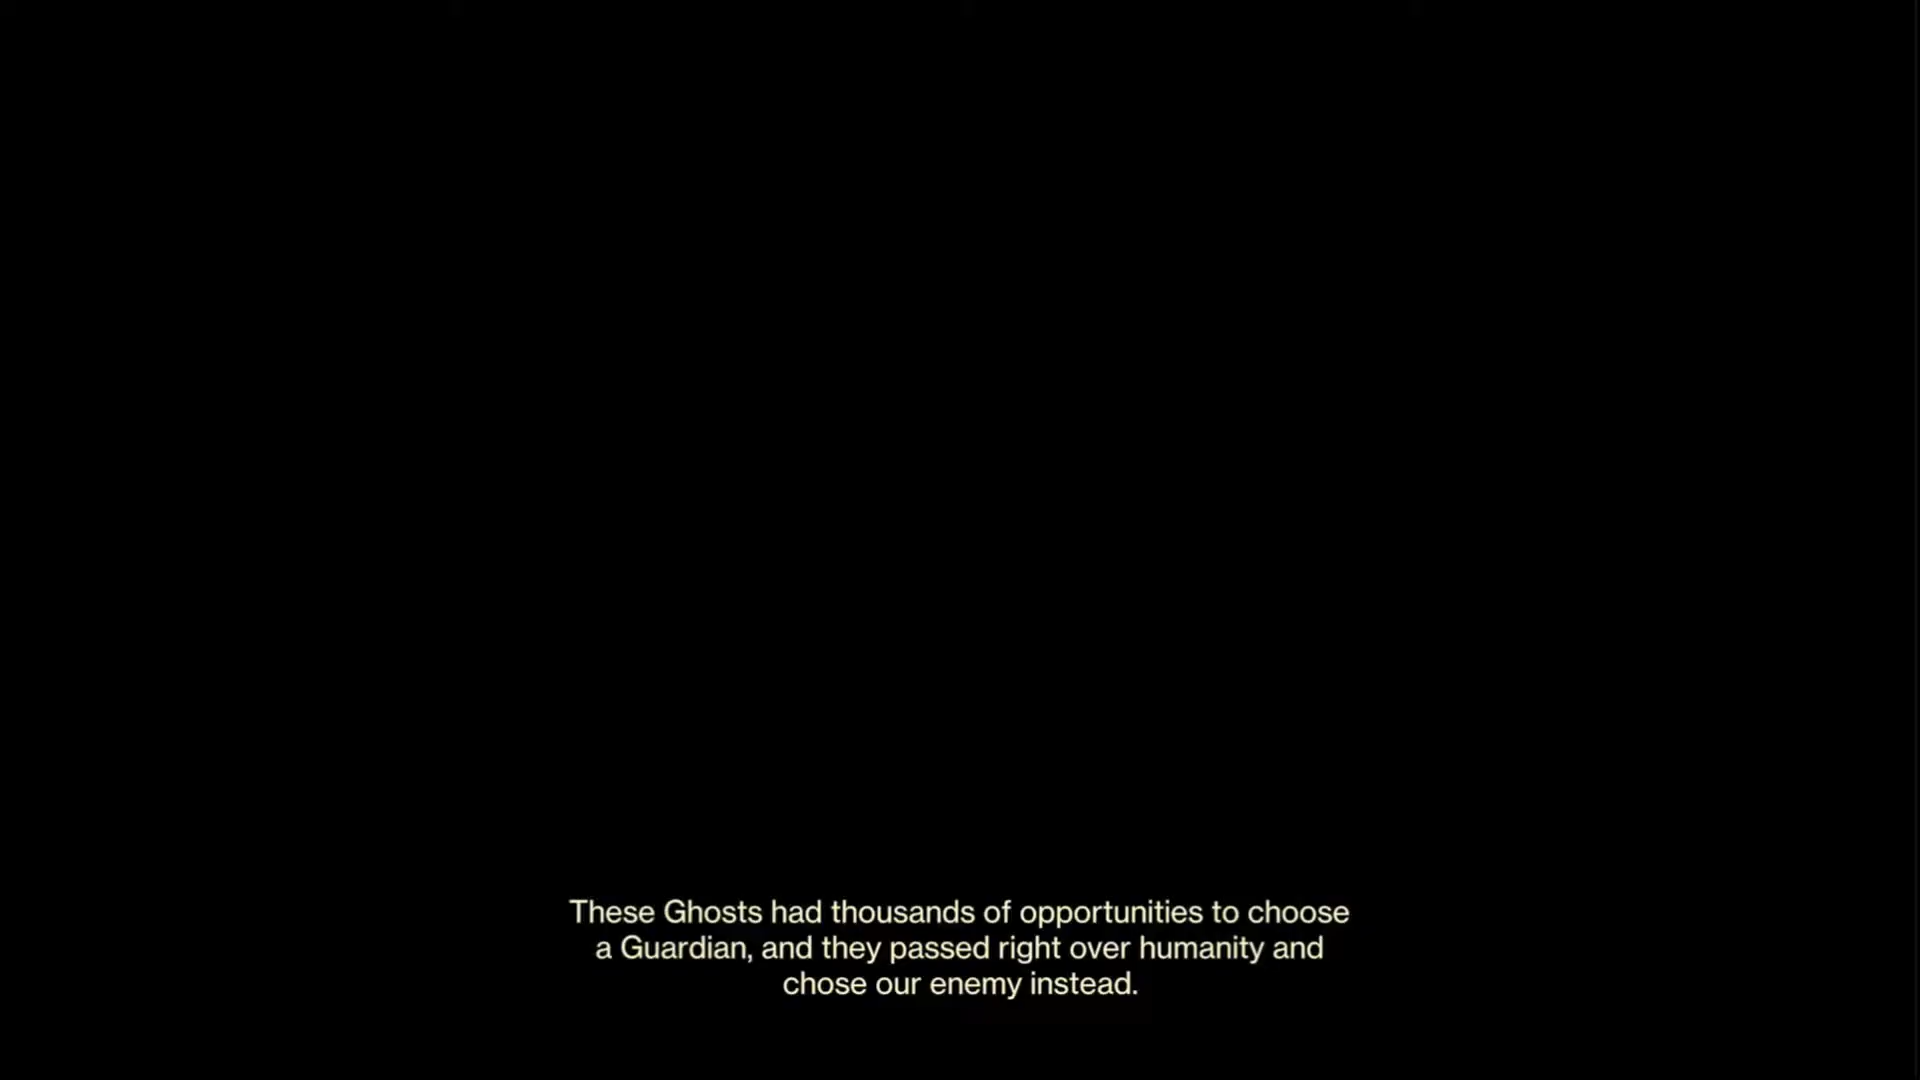 These Ghosts had thousands of opportunities to choose
a Guardian, and they passed right over humanity and
chose our enemy instead.